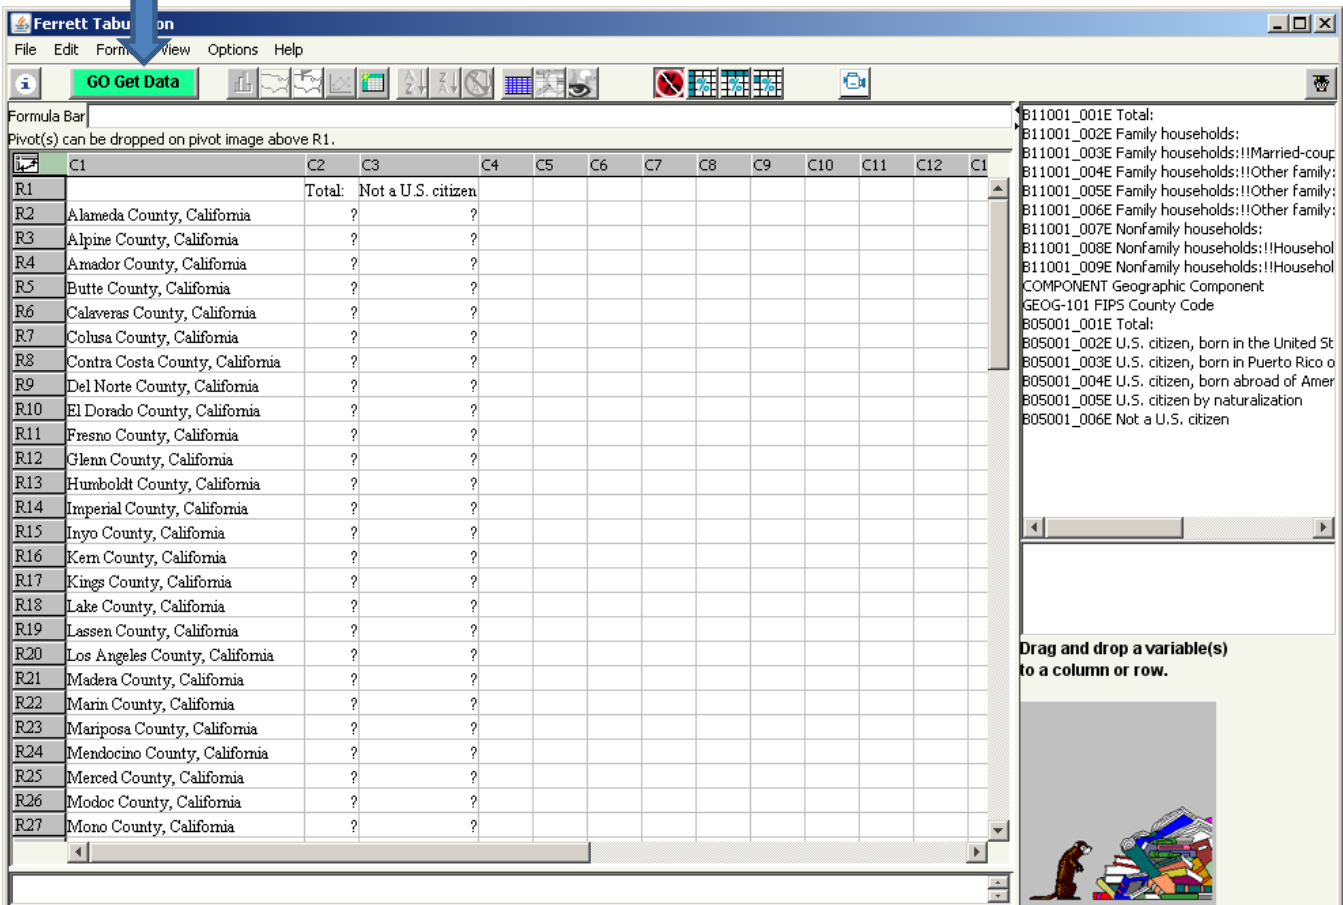 Ferrett Tabu on
File Edit Form View Options Help
GO Get Data
Formula Bar
Pivot(s) can be dropped on pivot image above R1.
C1 C2 C3 C4 C5 C6 C7 C8 C9 C10 C11 C12 C1
R1 Total: Not a U.S. citizen
R2 Alameda County, California ? ?
R3 Alpine County, California ? ?
R4 Amador County, California ? ?
R5 Butte County, California ? ?
R6 Calaveras County, California ? ?
R7 Colusa County, California ? ?
R8 Contra Costa County, California ? ?
R9 Del Norte County, California ? ?
R10 El Dorado County, California ? ?
R11 Fresno County, California ? ?
R12 Glenn County, California ? ?
R13 Humboldt County, California ? ?
R14 Imperial County, California ? ?
R15 Inyo County, California ? ?
R16 Kern County, California ? ?
R17 Kings County, California ? ?
R18 Lake County, California ? ?
R19 Lassen County, California ? ?
R20 Los Angeles County, California ? ?
R21 Madera County, California ? ?
R22 Marin County, California ? ?
R23 Mariposa County, California ? ?
R24 Mendocino County, California ? ?
R25 Merced County, California ? ?
R26 Modoc County, California ? ?
R27 Mono County, California ? ?
B11001_001E Total:
B11001_002E Family households:
B11001_003E Family households:!!Married-coup
B11001_004E Family households:!!Other family:
B11001_005E Family households:!!Other family:
B11001_006E Family households:!!Other family:
B11001_007E Nonfamily households:
B11001_008E Nonfamily households:!!Househol
B11001_009E Nonfamily households:!!Househol
COMPONENT Geographic Component
GEOG-101 FIPS County Code
B05001_001E Total:
B05001_002E U.S. citizen, born in the United St
B05001_003E U.S. citizen, born in Puerto Rico o
B05001_004E U.S. citizen, born abroad of Amer
B05001_005E U.S. citizen by naturalization
B05001_006E Not a U.S. citizen
Drag and drop a variable(s)
to a column or row.